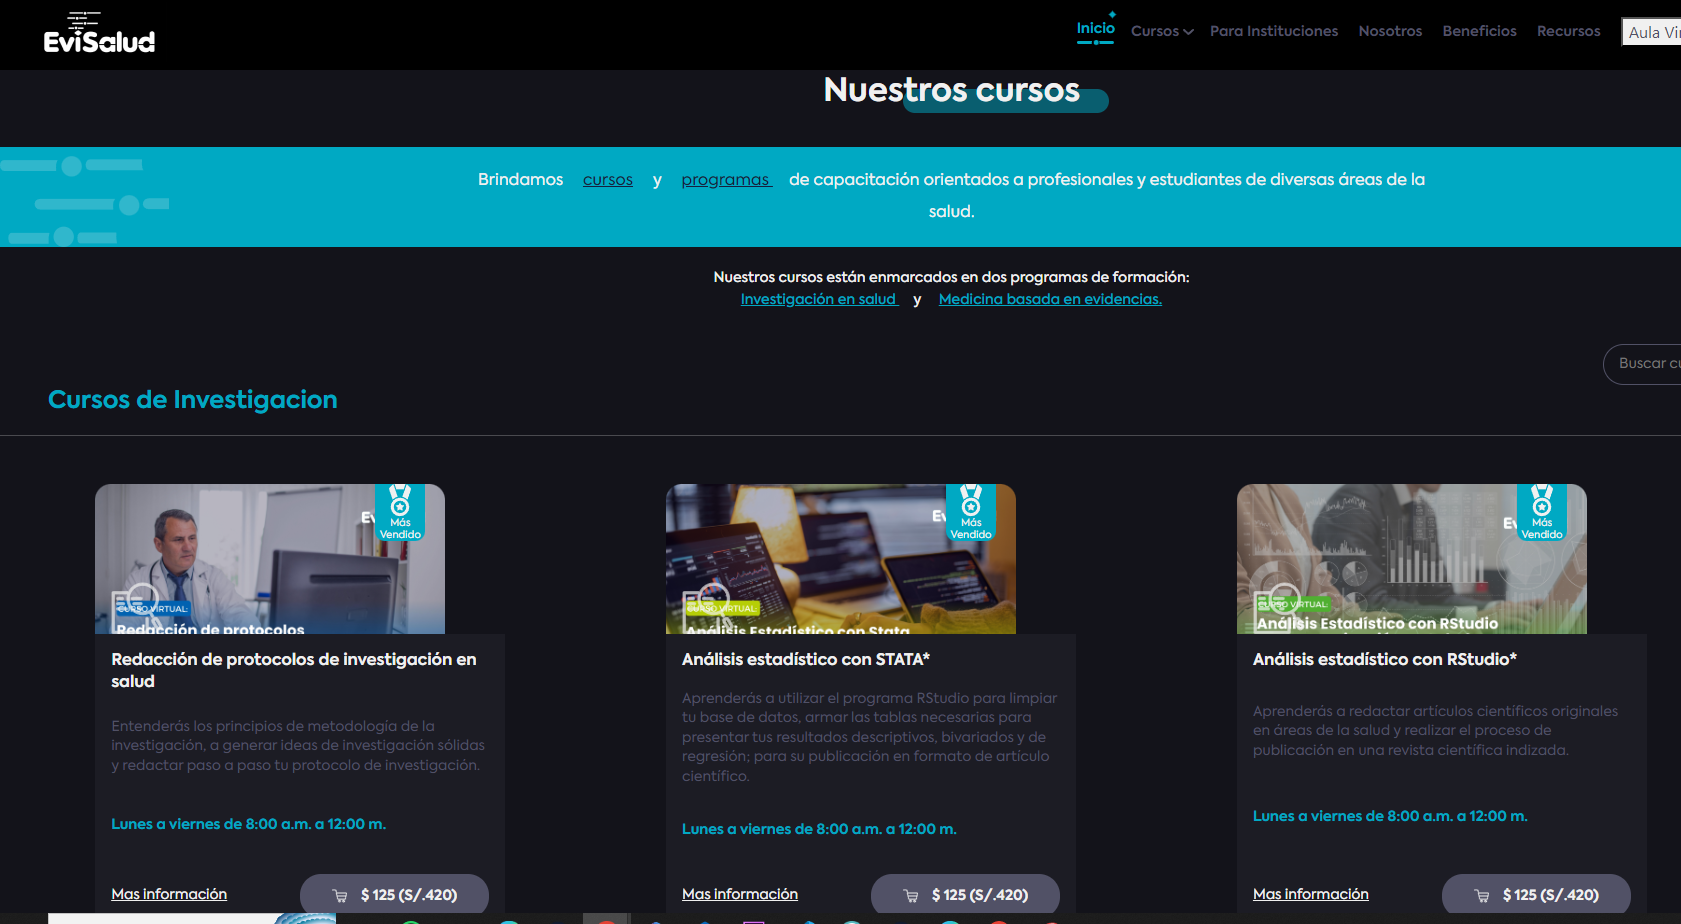 EviSalud
Inicio Cursos Para Instituciones Nosotros Beneficios Recursos Aula
Nuestros cursos
Brindamos cursos y programas de capacitación orientados a profesionales y estudiantes de diversas áreas de la
salud.
Nuestros cursos están enmarcados en dos programas de formación:
Investigación en salud y Medicina basada en evidencias.
Buscar
Cursos de Investigacion
Más
Vendido
CURSO VIRTUAL:
Redacción de protocolos
Redacción de protocolos de investigación en
salud
Entenderás los principios de metodología de la
investigación, a generar ideas de investigación sólidas
y redactar paso a paso tu protocolo de investigación.
Lunes a viernes de 8:00 a.m. a 12:00 m.
Mas información $ 125 (S/.420)
Más
Vendido
CURSO VIRTUAL:
Análisis Estadístico con Stata
Análisis estadístico con STATA*
Aprenderás a utilizar el programa RStudio para limpiar
tu base de datos, armar las tablas necesarias para
presentar tus resultados descriptivos, bivariados y de
regresión; para su publicación en formato de artículo
científico.
Lunes a viernes de 8:00 a.m. a 12:00 m.
Mas información $ 125 (S/.420)
Más
Vendido
CURSO VIRTUAL:
Análisis Estadístico con RStudio
Análisis estadístico con RStudio*
Aprenderás a redactar artículos científicos originales
en áreas de la salud y realizar el proceso de
publicación en una revista científica indizada.
Lunes a viernes de 8:00 a.m. a 12:00 m.
Mas información $ 125 (S/.420)